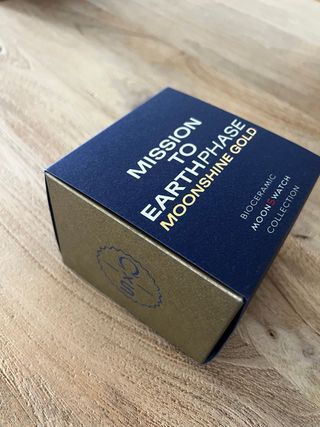 MISSION
TO
EARTHPHASE
MOONSHINE GOLD
BIOCERAMIC
MOONSWATCH
COLLECTION